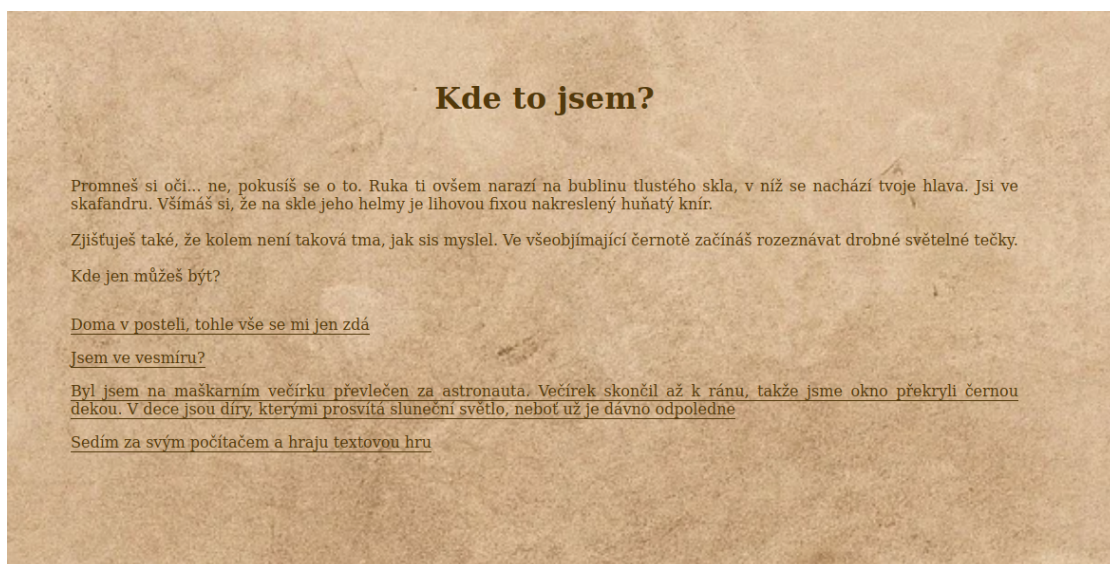 Kde to jsem?
Promneš si oči... ne, pokusíš se o to. Ruka ti ovšem narazí na bublinu tlustého skla, v níž se nachází tvoje hlava. Jsi ve
skafandru. Všímáš si, že na skle jeho helmy je lihovou fixou nakreslený huňatý knír.
Zjišťuješ také, že kolem není taková tma, jak sis myslel. Ve všeobjímající černotě začínáš rozeznávat drobné světelné tečky.
Kde jen můžeš být?
Doma v posteli, tohle vše se mi jen zdá
Jsem ve vesmíru?
Byl jsem na maškarním večírku převlečen za astronauta. Večírek skončil až k ránu, takže jsme okno překryli černou
dekou. V dece jsou díry, kterými prosvítá sluneční světlo, neboť už je dávno odpoledne
Sedím za svým počítačem a hraju textovou hru